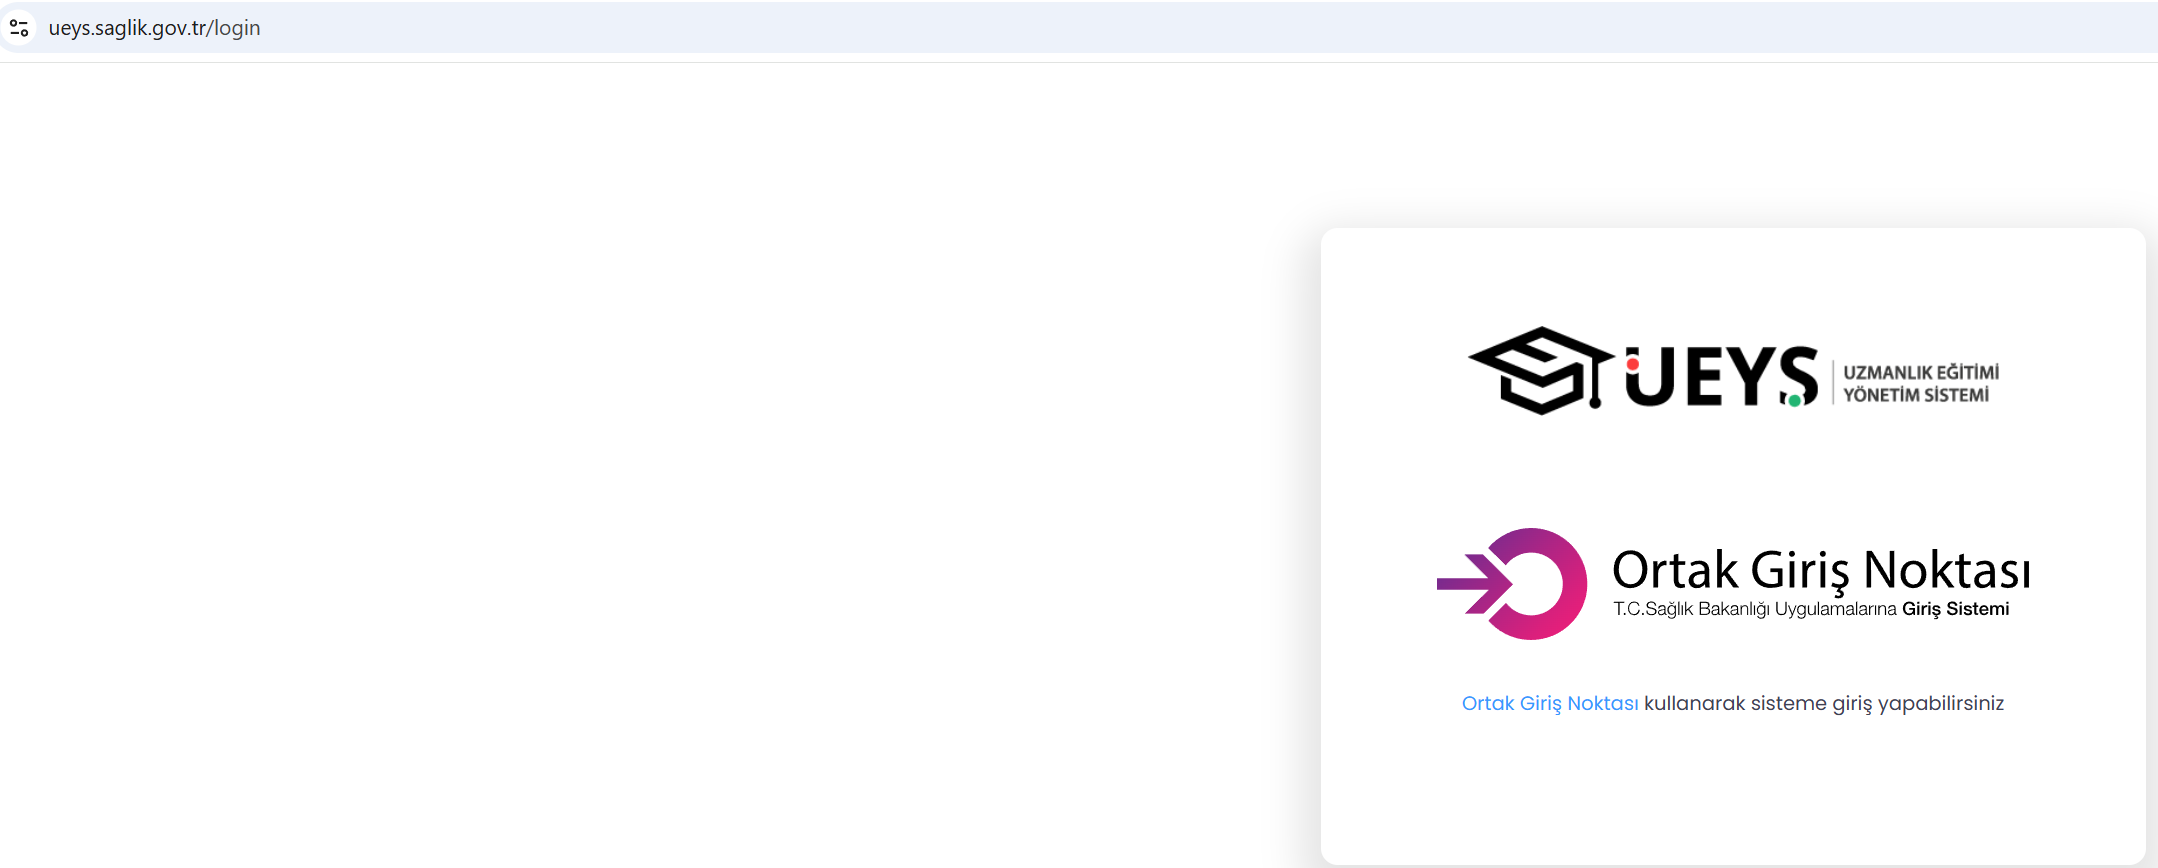 ueys.saglik.gov.tr/login
UEYS
UZMANLIK EĞİTİMİ
YÖNETİM SİSTEMİ
Ortak Giriş Noktası
T.C.Sağlık Bakanlığı Uygulamalarına Giriş Sistemi
Ortak Giriş Noktası kullanarak sisteme giriş yapabilirsiniz